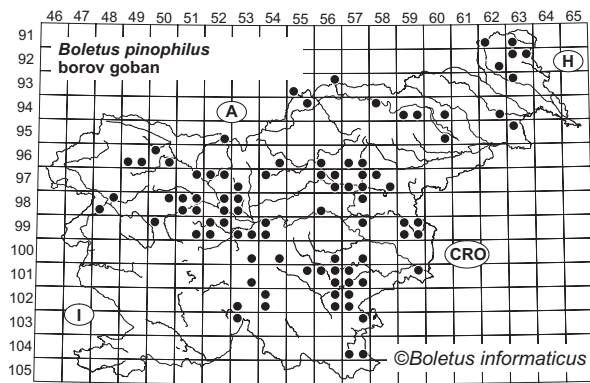 46 47 48 49 50 51 52 53 54 55 56 57 58 59 60 61 62 63 64 65
91
Boletus pinophilus
92
H
borov goban
93
94
A
95
96
97
98
99
100
CRO
101
102
103
I
104
©Boletus informaticus
105